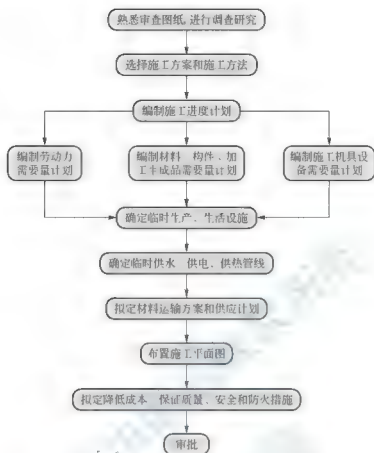 熟悉审查图纸,进行调查研究
选择施工方案和施工方法
编制施工进度计划
编制劳动力
需要量计划
编制材料 构件、加
工半成品需要量计划
编制施工机具设
备需要量计划
确定临时生产、生活设施
确定临时供水 供电、供热管线
拟定材料运输方案和供应计划
布置施工平面图
拟定降低成本 保证质量、安全和防火措施
审批